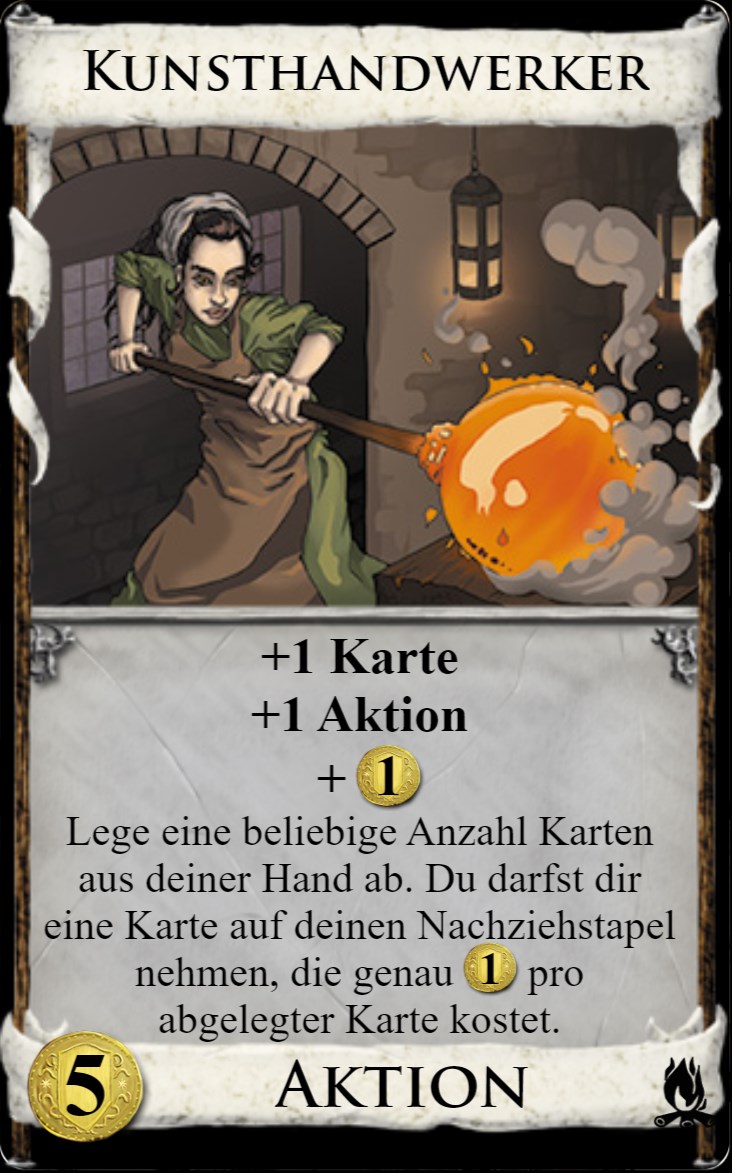 KUNSTHANDWERKER
+1 Karte
+1 Aktion
+ 1
Lege eine beliebige Anzahl Karten
aus deiner Hand ab. Du darfst dir
eine Karte auf deinen Nachziehstapel
nehmen, die genau 1 pro
abgelegter Karte kostet.
5 AKTION